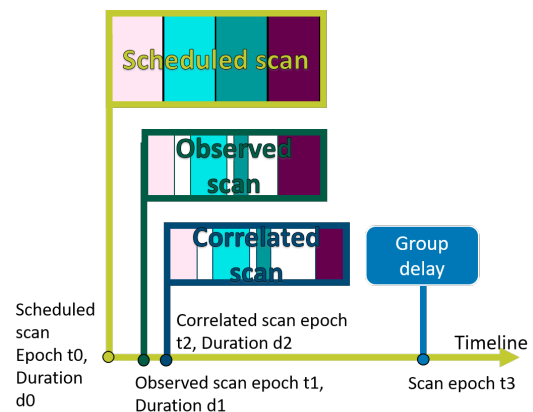 Scheduled scan
Observed
scan
Correlated
scan
Group
delay
Scheduled
scan
Epoch t0,
Duration
d0
Correlated scan epoch
t2, Duration d2
Timeline
Observed scan epoch t1,
Duration d1
Scan epoch t3